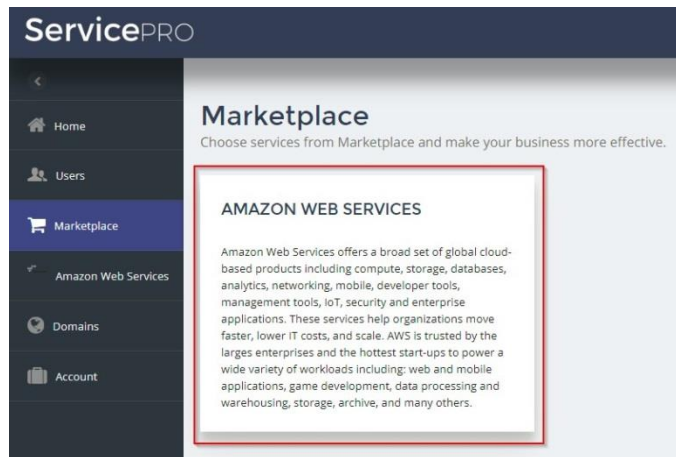 ServicePRO
Home
Users
Marketplace
Amazon Web Services
Domains
Account
Marketplace
Choose services from Marketplace and make your business more effective.
AMAZON WEB SERVICES
Amazon Web Services offers a broad set of global cloud-
based products including compute, storage, databases,
analytics, networking, mobile, developer tools,
management tools, IoT, security and enterprise
applications. These services help organizations move
faster, lower IT costs, and scale. AWS is trusted by the
larges enterprises and the hottest start-ups to power a
wide variety of workloads including: web and mobile
applications, game development, data processing and
warehousing, storage, archive, and many others.